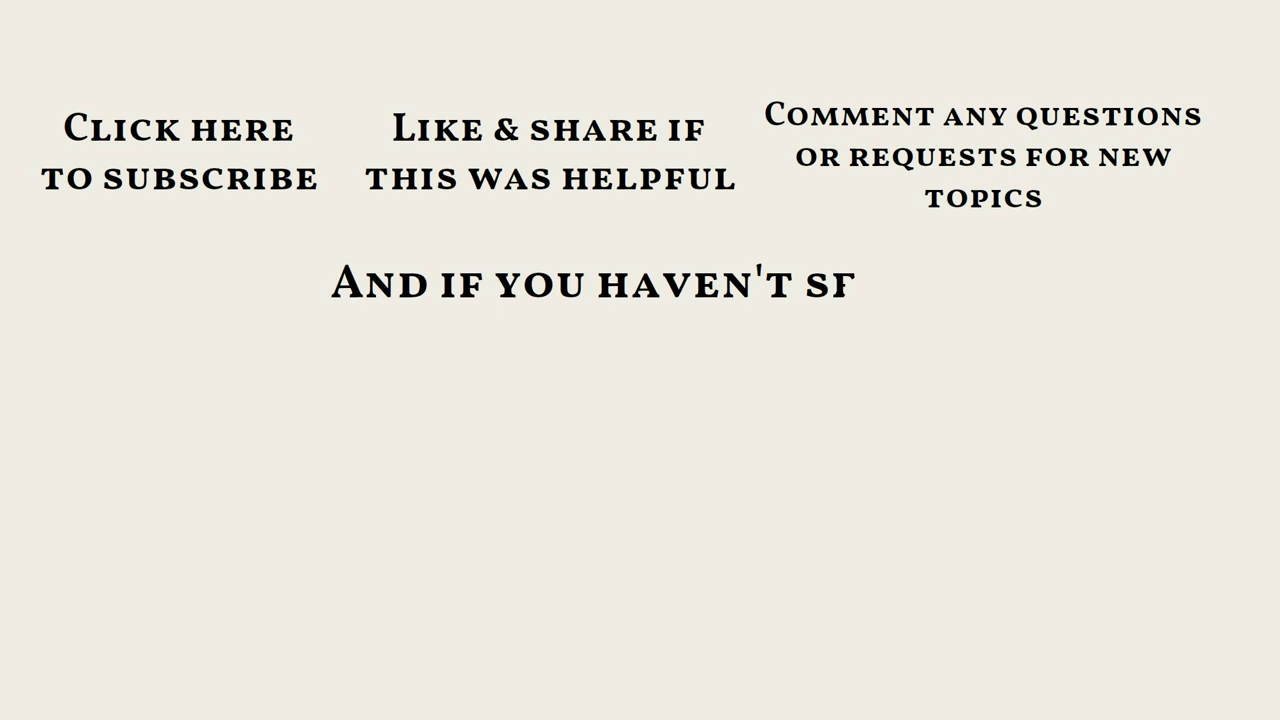 Click here
to subscribe
Like & share if
this was helpful
Comment any questions
or requests for new
topics
And if you haven't